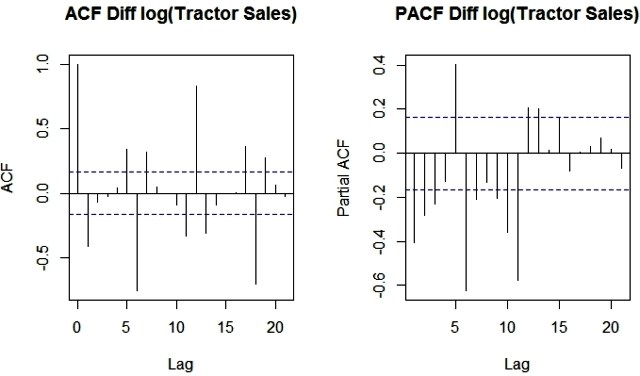 ACF Diff log(Tractor Sales)
ACF
1.0
0.5
0.0
-0.5
0 5 10 15 20
Lag
PACF Diff log(Tractor Sales)
Partial ACF
0.4
0.2
0.0
-0.2
-0.4
-0.6
5 10 15 20
Lag